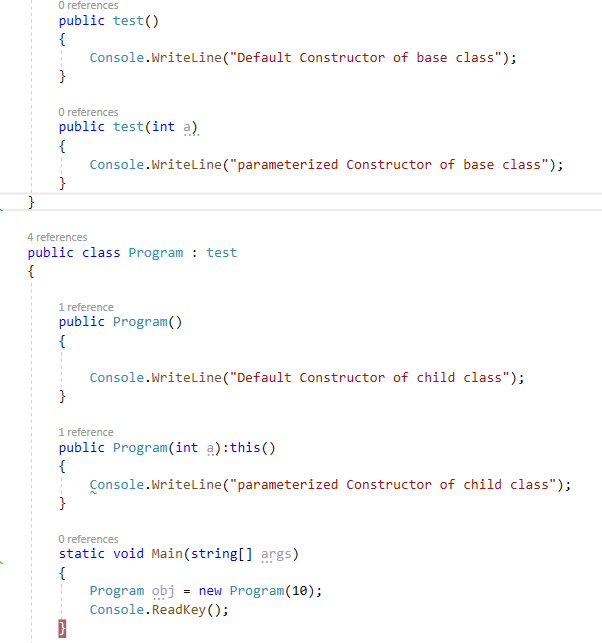 0 references
public test()
{
Console.WriteLine("Default Constructor of base class");
}
0 references
public test(int a)
{
Console.WriteLine("parameterized Constructor of base class");
}
}
4 references
public class Program : test
{
1 reference
public Program()
{
Console.WriteLine("Default Constructor of child class");
}
1 reference
public Program(int a):this()
{
Console.WriteLine("parameterized Constructor of child class");
}
0 references
static void Main(string[] args)
{
Program obj = new Program(10);
Console.ReadKey();
}